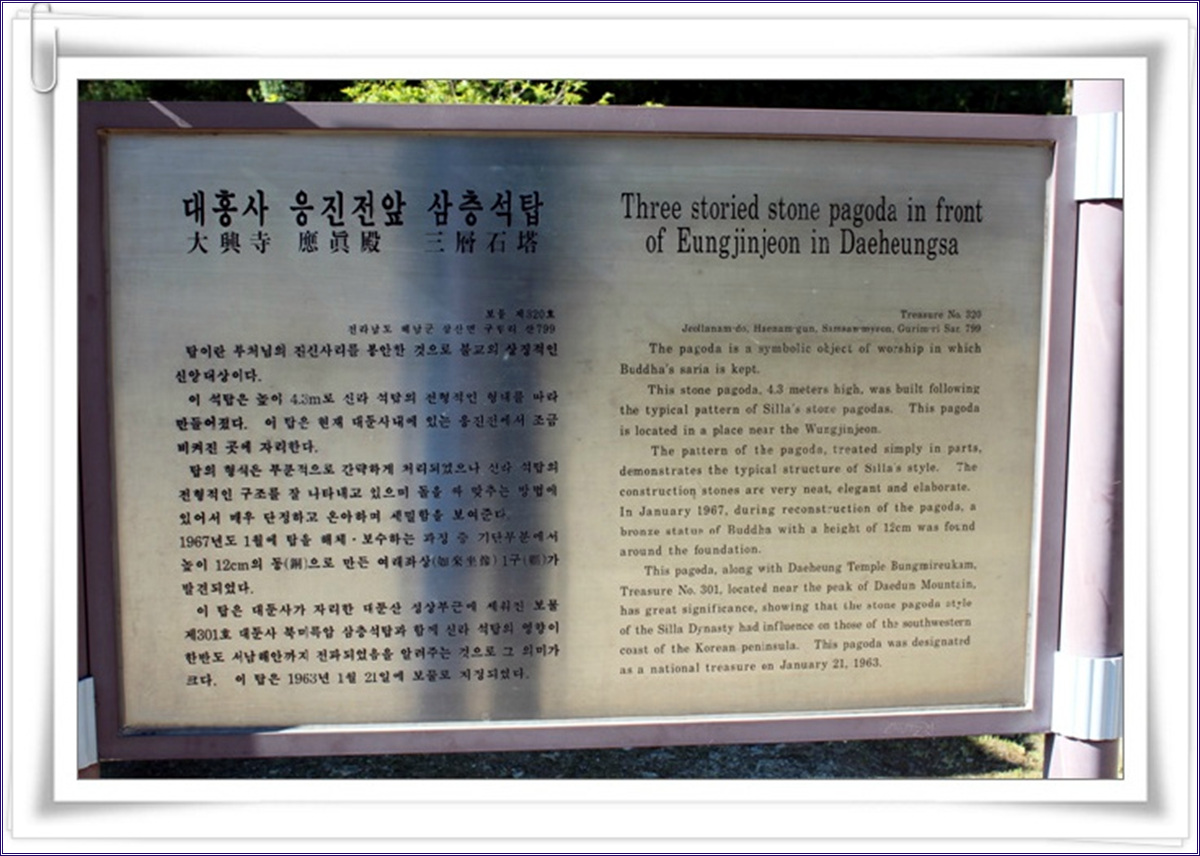 대흥사 응진전앞 삼층석탑
大興寺 應眞殿 三層石塔
보물 제320호
전라남도 해남군 삼산면 구림리 산799
탑이란 부처님의 진신사리를 봉안한 것으로 불교의 상징적인
신앙대상이다.
이 석탑은 높이 4.3m로 신라 석탑의 전형적인 형태를 따라
만들어졌다. 이 탑은 현재 대둔사내에 있는 응진전에서 조금
비켜진 곳에 자리한다.
탑의 형식은 부분적으로 간략하게 처리되었으나 신라 석탑의
전형적인 구조를 잘 나타내고 있으며 돌을 짜 맞추는 방법에
있어서 매우 단정하고 온아하며 세밀함을 보여준다.
1967년도 1월에 탑을 해체·보수하는 과정 중 기단부분에서
높이 12cm의 동(銅)으로 만든 여래좌상(如來坐像) 1구(軀)가
발견되었다.
이 탑은 대둔사가 자리한 대둔산 정상부근에 세워진 보물
제301호 대둔사 북미륵암 삼층석탑과 함께 신라 석탑의 영향이
한반도 서남해안까지 전파되었음을 알려주는 것으로 그 의미가
크다. 이 탑은 1963년 1월 21일에 보물로 지정되었다.
Three storied stone pagoda in front
of Eungjinjeon in Daeheungsa
Treasure No. 320
Jeollanam-do, Haenam-gun, Samsan-myeon, Gurim-ri San 799
The pagoda is a symbolic object of worship in which
Buddha's saria is kept.
This stone pagoda, 4.3 meters high, was built following
the typical pattern of Silla's stone pagodas. This pagoda
is located in a place near the Wungjinjeon.
The pattern of the pagoda, treated simply in parts,
demonstrates the typical structure of Silla's style. The
construction stones are very neat, elegant and elaborate.
In January 1967, during reconstruction of the pagoda, a
bronze statue of Buddha with a height of 12cm was found
around the foundation.
This pagoda, along with Daeheung Temple Bungmireukam,
Treasure No. 301, located near the peak of Daedun Mountain,
has great significance, showing that the stone pagoda style
of the Silla Dynasty had influence on those of the southwestern
coast of the Korean peninsula. This pagoda was designated
as a national treasure on January 21, 1963.